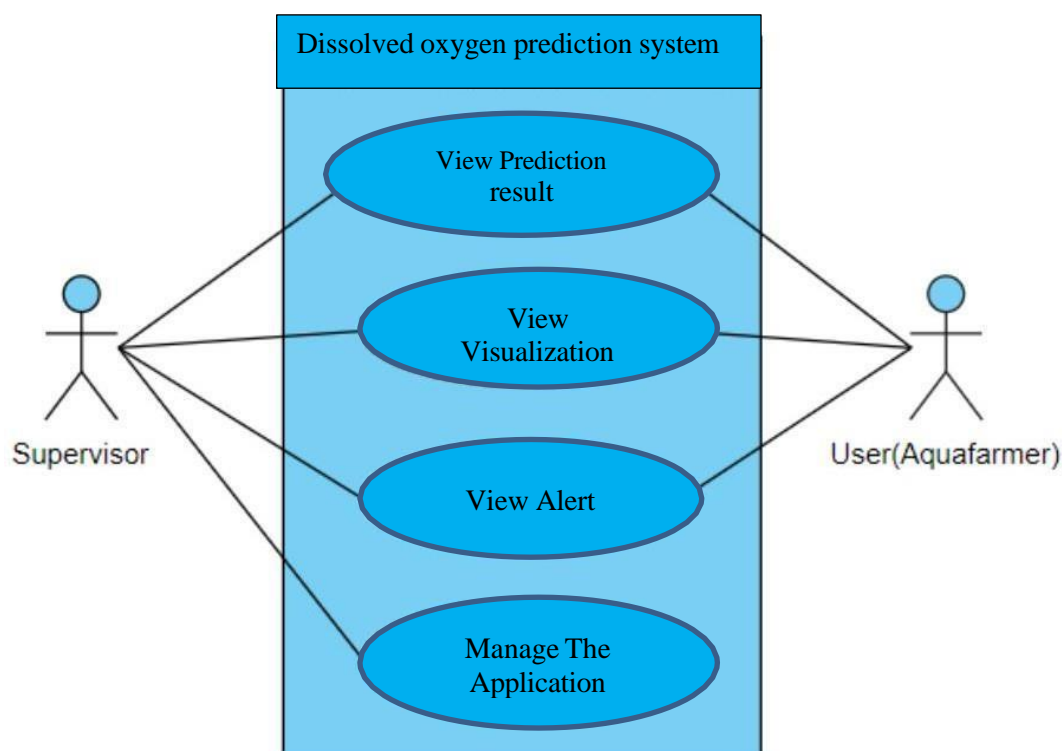 Dissolved oxygen prediction system
View Prediction
result
View
Visualization
Supervisor
User(Aquafarmer)
View Alert
Manage The
Application